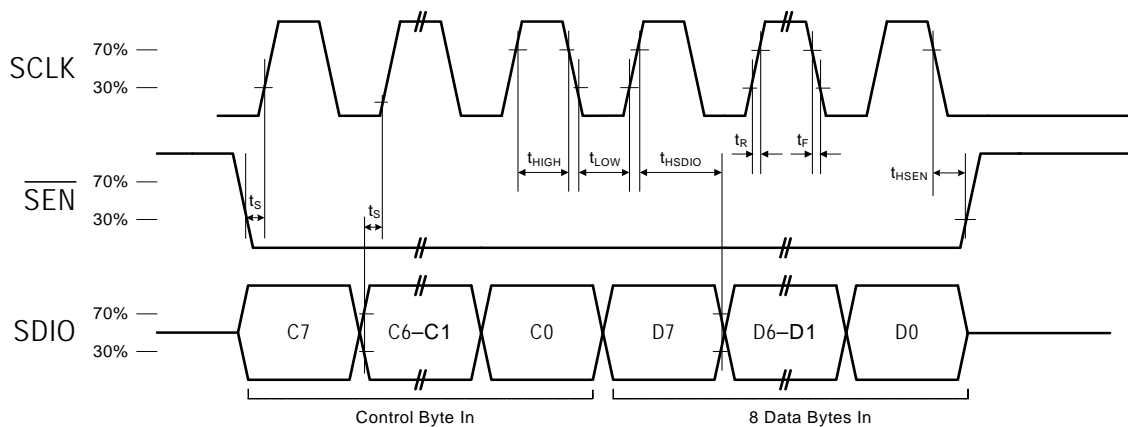 SCLK
70%
30%
tHIGH
tLOW
tHSDIO
tR
tF
tHSEN
SEN
70%
30%
tS
tS
SDIO
70%
30%
C7
C6–C1
C0
D7
D6–D1
D0
Control Byte In
8 Data Bytes In